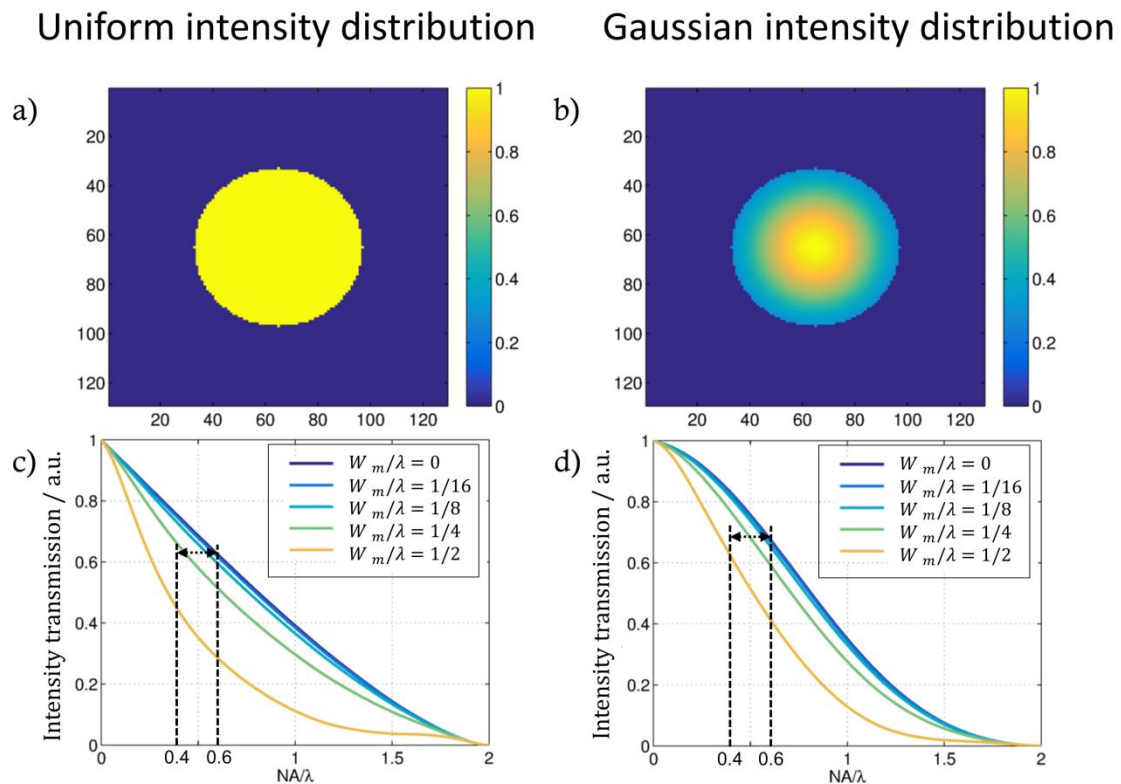 Uniform intensity distribution
Gaussian intensity distribution
a)
20
40
60
80
100
120
20 40 60 80 100 120
1
0.8
0.6
0.4
0.2
0
b)
20
40
60
80
100
120
20 40 60 80 100 120
1
0.8
0.6
0.4
0.2
0
c)
Intensity transmission / a.u.
1
0.8
0.6
0.4
0.2
0
W m/λ = 0
W m/λ = 1/16
W m/λ = 1/8
W m/λ = 1/4
W m/λ = 1/2
0 0.4 0.6 1 1.5 2
NA/λ
d)
Intensity transmission / a.u.
1
0.8
0.6
0.4
0.2
0
W m/λ = 0
W m/λ = 1/16
W m/λ = 1/8
W m/λ = 1/4
W m/λ = 1/2
0 0.4 0.6 1 1.5 2
NA/λ